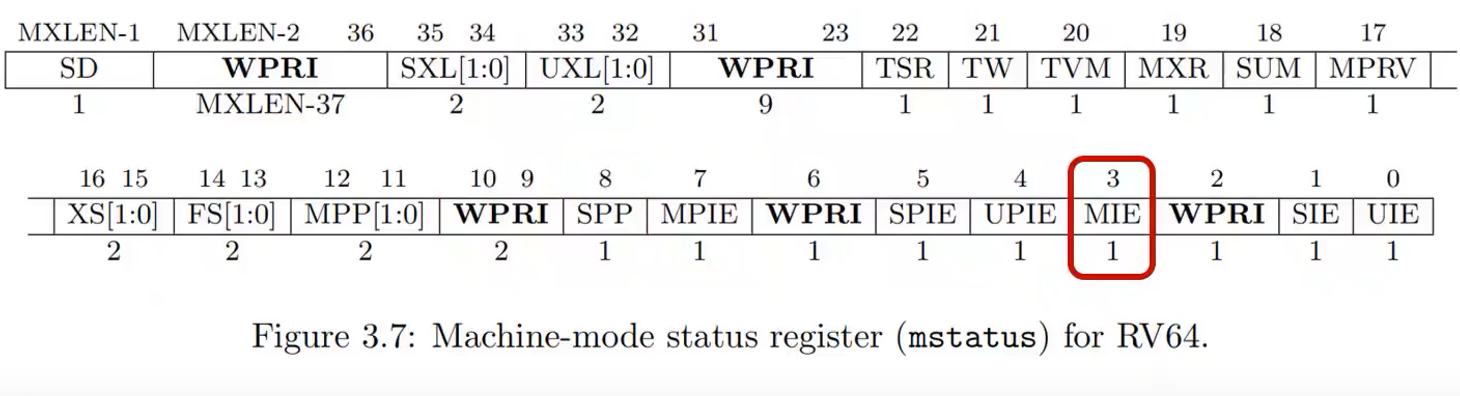 MXLEN-1 MXLEN-2 36 35 34 33 32 31 23 22 21 20 19 18 17
SD WPRI SXL[1:0] UXL[1:0] WPRI TSR TW TVM MXR SUM MPRV
1 MXLEN-37 2 2 9 1 1 1 1 1 1
16 15 14 13 12 11 10 9 8 7 6 5 4 3 2 1 0
XS[1:0] FS[1:0] MPP[1:0] WPRI SPP MPIE WPRI SPIE UPIE MIE WPRI SIE UIE
2 2 2 2 1 1 1 1 1 1 1 1 1
Figure 3.7: Machine-mode status register (mstatus) for RV64.